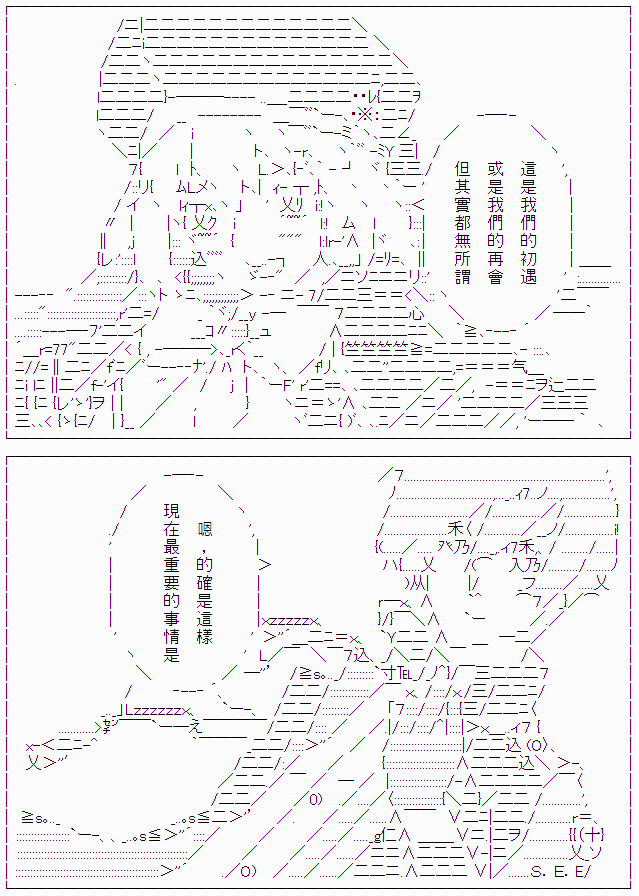 這是我們的初遇
或是我們的再會
但其實都無所謂
嗯，的確是這樣
現在最重要的事情是